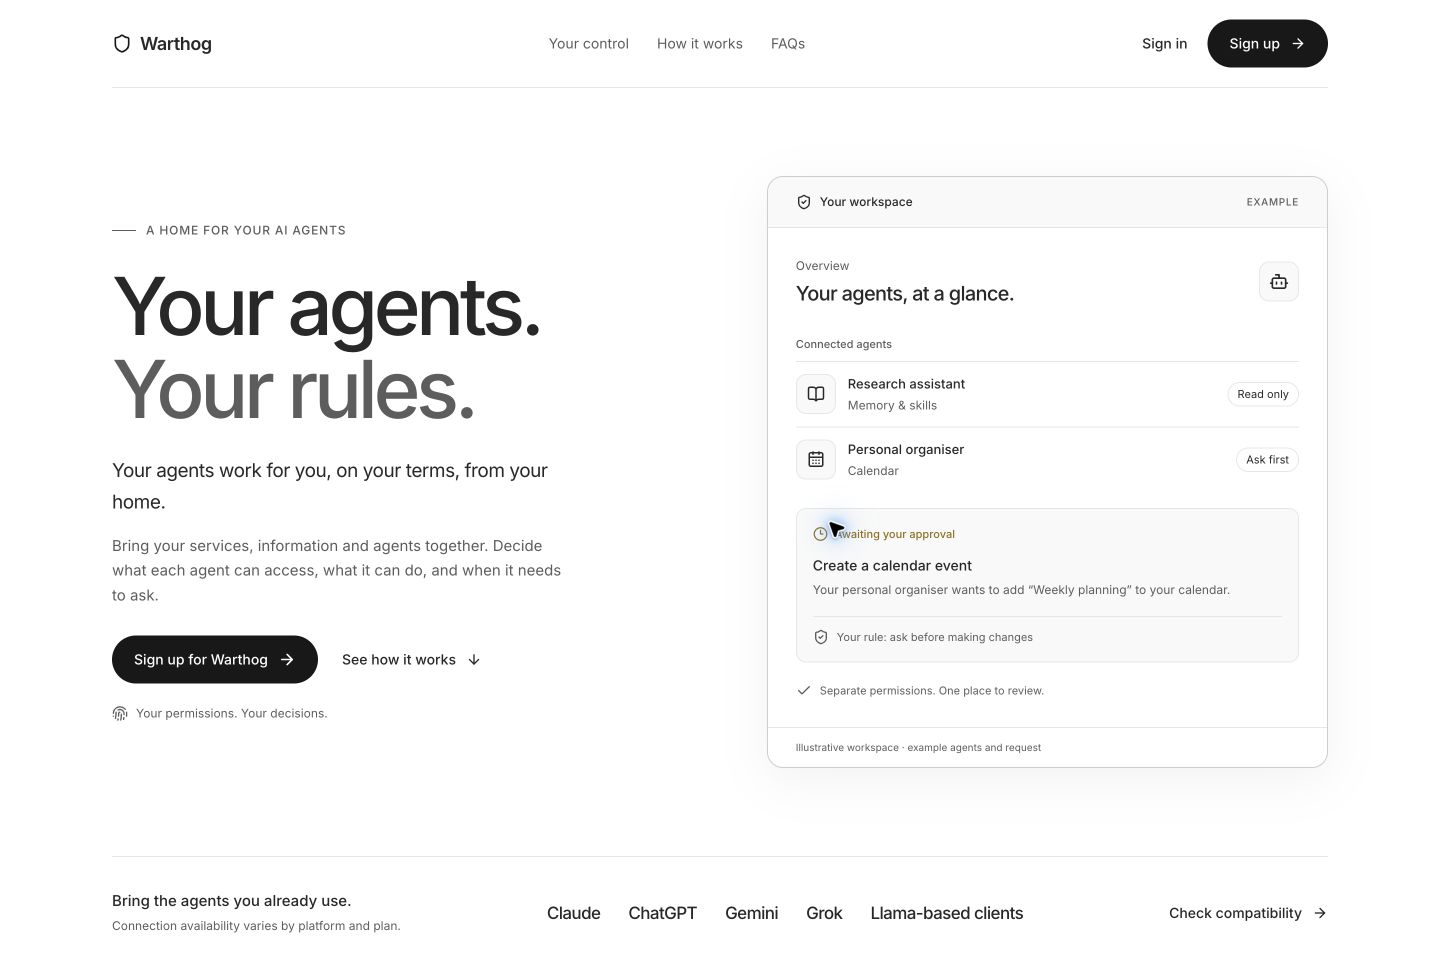 Warthog
Your control
How it works
FAQs
Sign in
Sign up
A HOME FOR YOUR AI AGENTS
Your agents.
Your rules.
Your agents work for you, on your terms, from your
home.
Bring your services, information and agents together. Decide
what each agent can access, what it can do, and when it needs
to ask.
Sign up for Warthog
See how it works
Your permissions. Your decisions.
Your workspace
EXAMPLE
Overview
Your agents, at a glance.
Connected agents
Research assistant
Memory & skills
Read only
Personal organiser
Calendar
Ask first
Awaiting your approval
Create a calendar event
Your personal organiser wants to add “Weekly planning” to your calendar.
Your rule: ask before making changes
Separate permissions. One place to review.
Illustrative workspace · example agents and request
Bring the agents you already use.
Connection availability varies by platform and plan.
Claude
ChatGPT
Gemini
Grok
Llama-based clients
Check compatibility